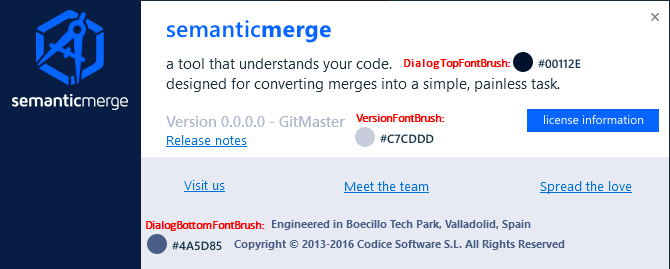 semanticmerge
semanticmerge
a tool that understands your code. DialogTopFontBrush: #00112E
designed for converting merges into a simple, painless task.
Version 0.0.0.0 - GitMaster VersionFontBrush:
#C7CDDD
license information
Release notes
Visit us Meet the team Spread the love
DialogBottomFontBrush: Engineered in Boecillo Tech Park, Valladolid, Spain
#4A5D85 Copyright © 2013-2016 Codice Software S.L. All Rights Reserved